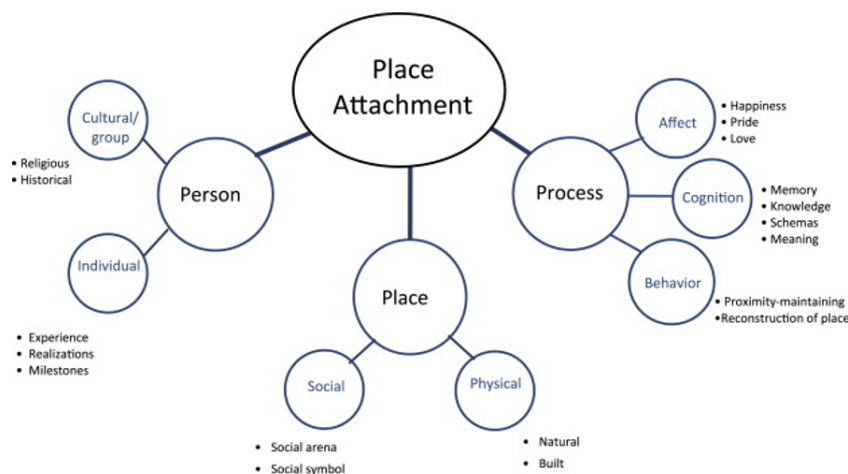 Place
Attachment
Cultural/
group
• Religious
• Historical
Person
Individual
• Experience
• Realizations
• Milestones
Place
Social
• Social arena
• Social symbol
Physical
• Natural
• Built
Process
Affect
• Happiness
• Pride
• Love
Cognition
• Memory
• Knowledge
• Schemas
• Meaning
Behavior
• Proximity-maintaining
•Reconstruction of place